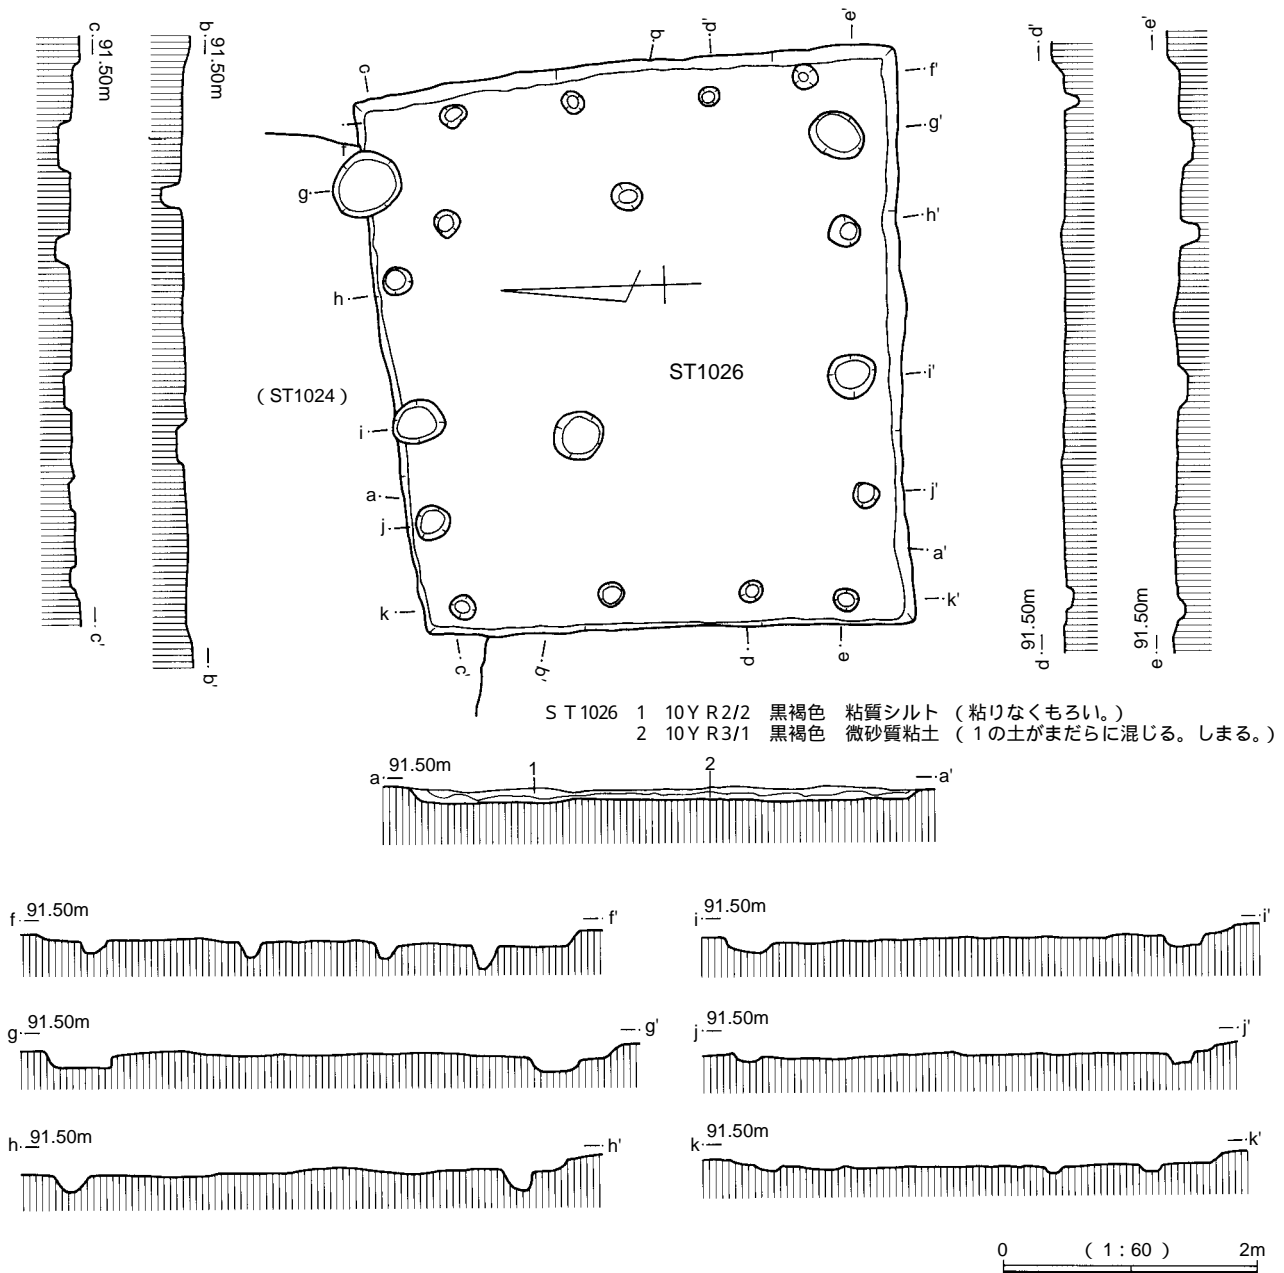 c 91.50m
b 91.50m
c
b
d'
e'
f'
g'
h'
i'
j'
a'
k'
f
g
h
(ST1024)
i
a
j
k
ST1026
c'
b'
d
e
c'
b'
d'
e'
91.50m
d
91.50m
e
ST1026 1 10YR2/2 黒褐色 粘質シルト (粘りなくもろい。)
2 10YR3/1 黒褐色 微砂質粘土 (1の土がまだらに混じる。しまる。)
a 91.50m 1 2 a'
f 91.50m f'
i 91.50m i'
g 91.50m g'
j 91.50m j'
h 91.50m h'
k 91.50m k'
0 (1:60) 2m